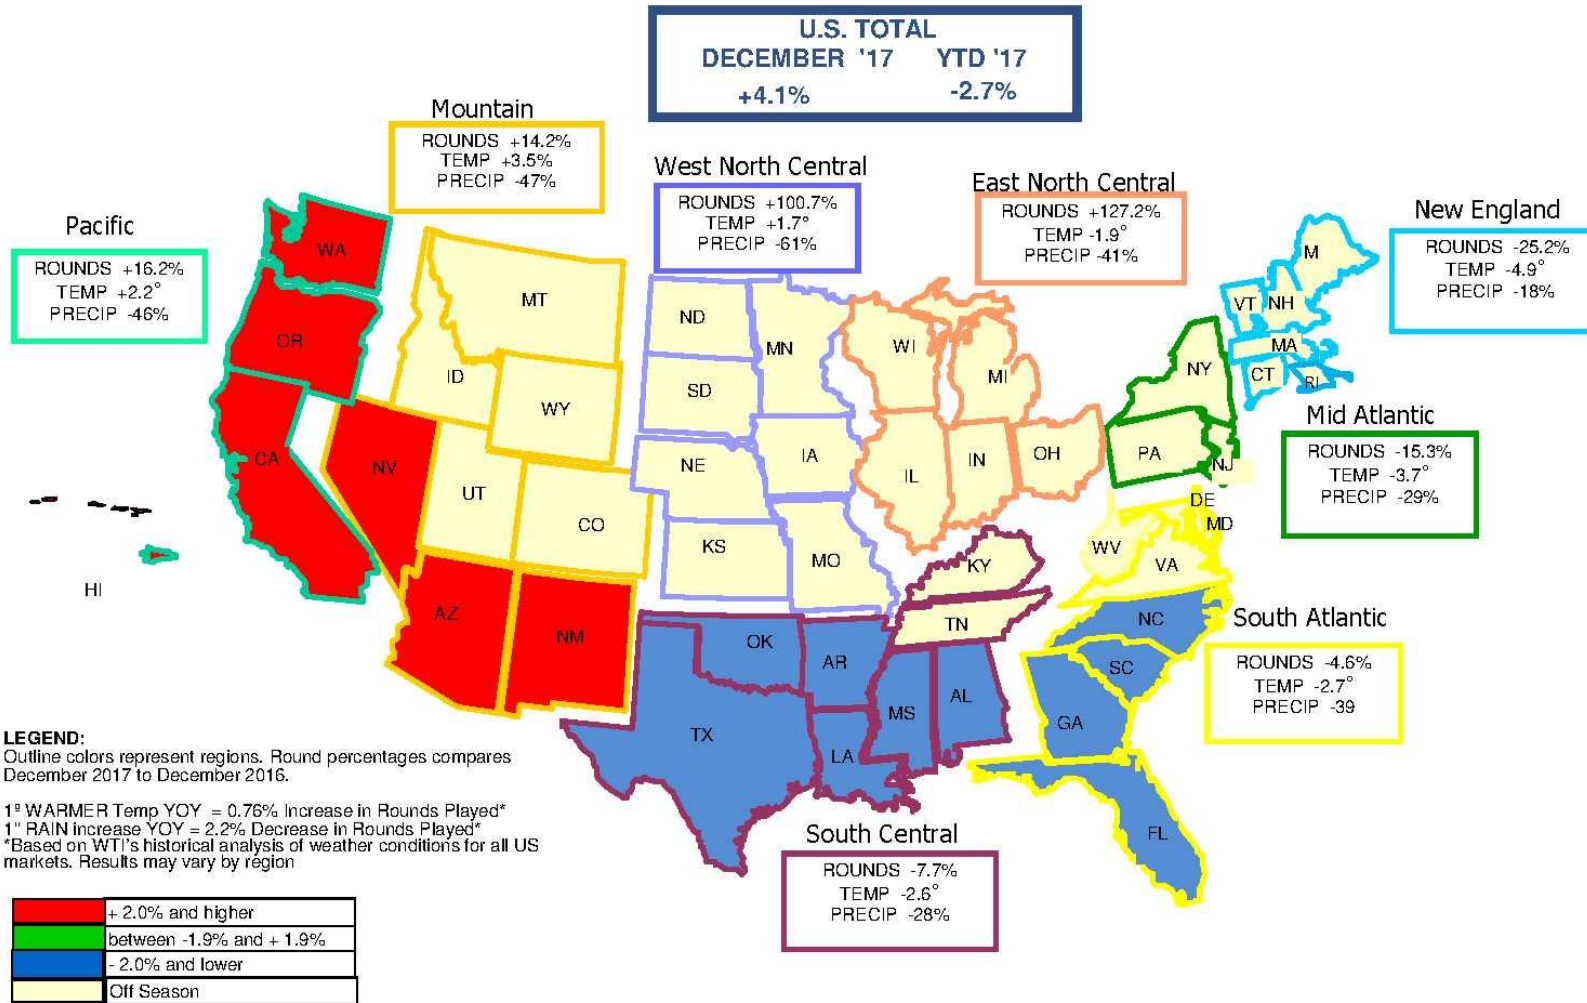 U.S. TOTAL
DECEMBER '17 YTD '17
+4.1% -2.7%
Mountain
ROUNDS +14.2%
TEMP +3.5%
PRECIP -47%
West North Central
ROUNDS +100.7%
TEMP +1.7°
PRECIP -61%
East North Central
ROUNDS +127.2%
TEMP -1.9°
PRECIP -41%
New England
ROUNDS -25.2%
TEMP -4.9°
PRECIP -18%
Pacific
ROUNDS +16.2%
TEMP +2.2°
PRECIP -46%
Mid Atlantic
ROUNDS -15.3%
TEMP -3.7°
PRECIP -29%
South Atlantic
ROUNDS -4.6%
TEMP -2.7°
PRECIP -39
South Central
ROUNDS -7.7%
TEMP -2.6°
PRECIP -28%
WA
OR
CA
HI
MT
ID
WY
NV
UT
CO
AZ
NM
ND
SD
NE
KS
MN
IA
MO
WI
MI
IL
IN
OH
M
VT
NH
MA
CT
RI
NY
PA
NJ
DE
MD
WV
VA
NC
SC
GA
FL
KY
TN
OK
AR
TX
LA
MS
AL
LEGEND:
Outline colors represent regions. Round percentages compares
December 2017 to December 2016.
1º WARMER Temp YOY = 0.76% Increase in Rounds Played*
1" RAIN increase YOY = 2.2% Decrease in Rounds Played*
*Based on WTI's historical analysis of weather conditions for all US
markets. Results may vary by region
+ 2.0% and higher
between -1.9% and + 1.9%
- 2.0% and lower
Off Season